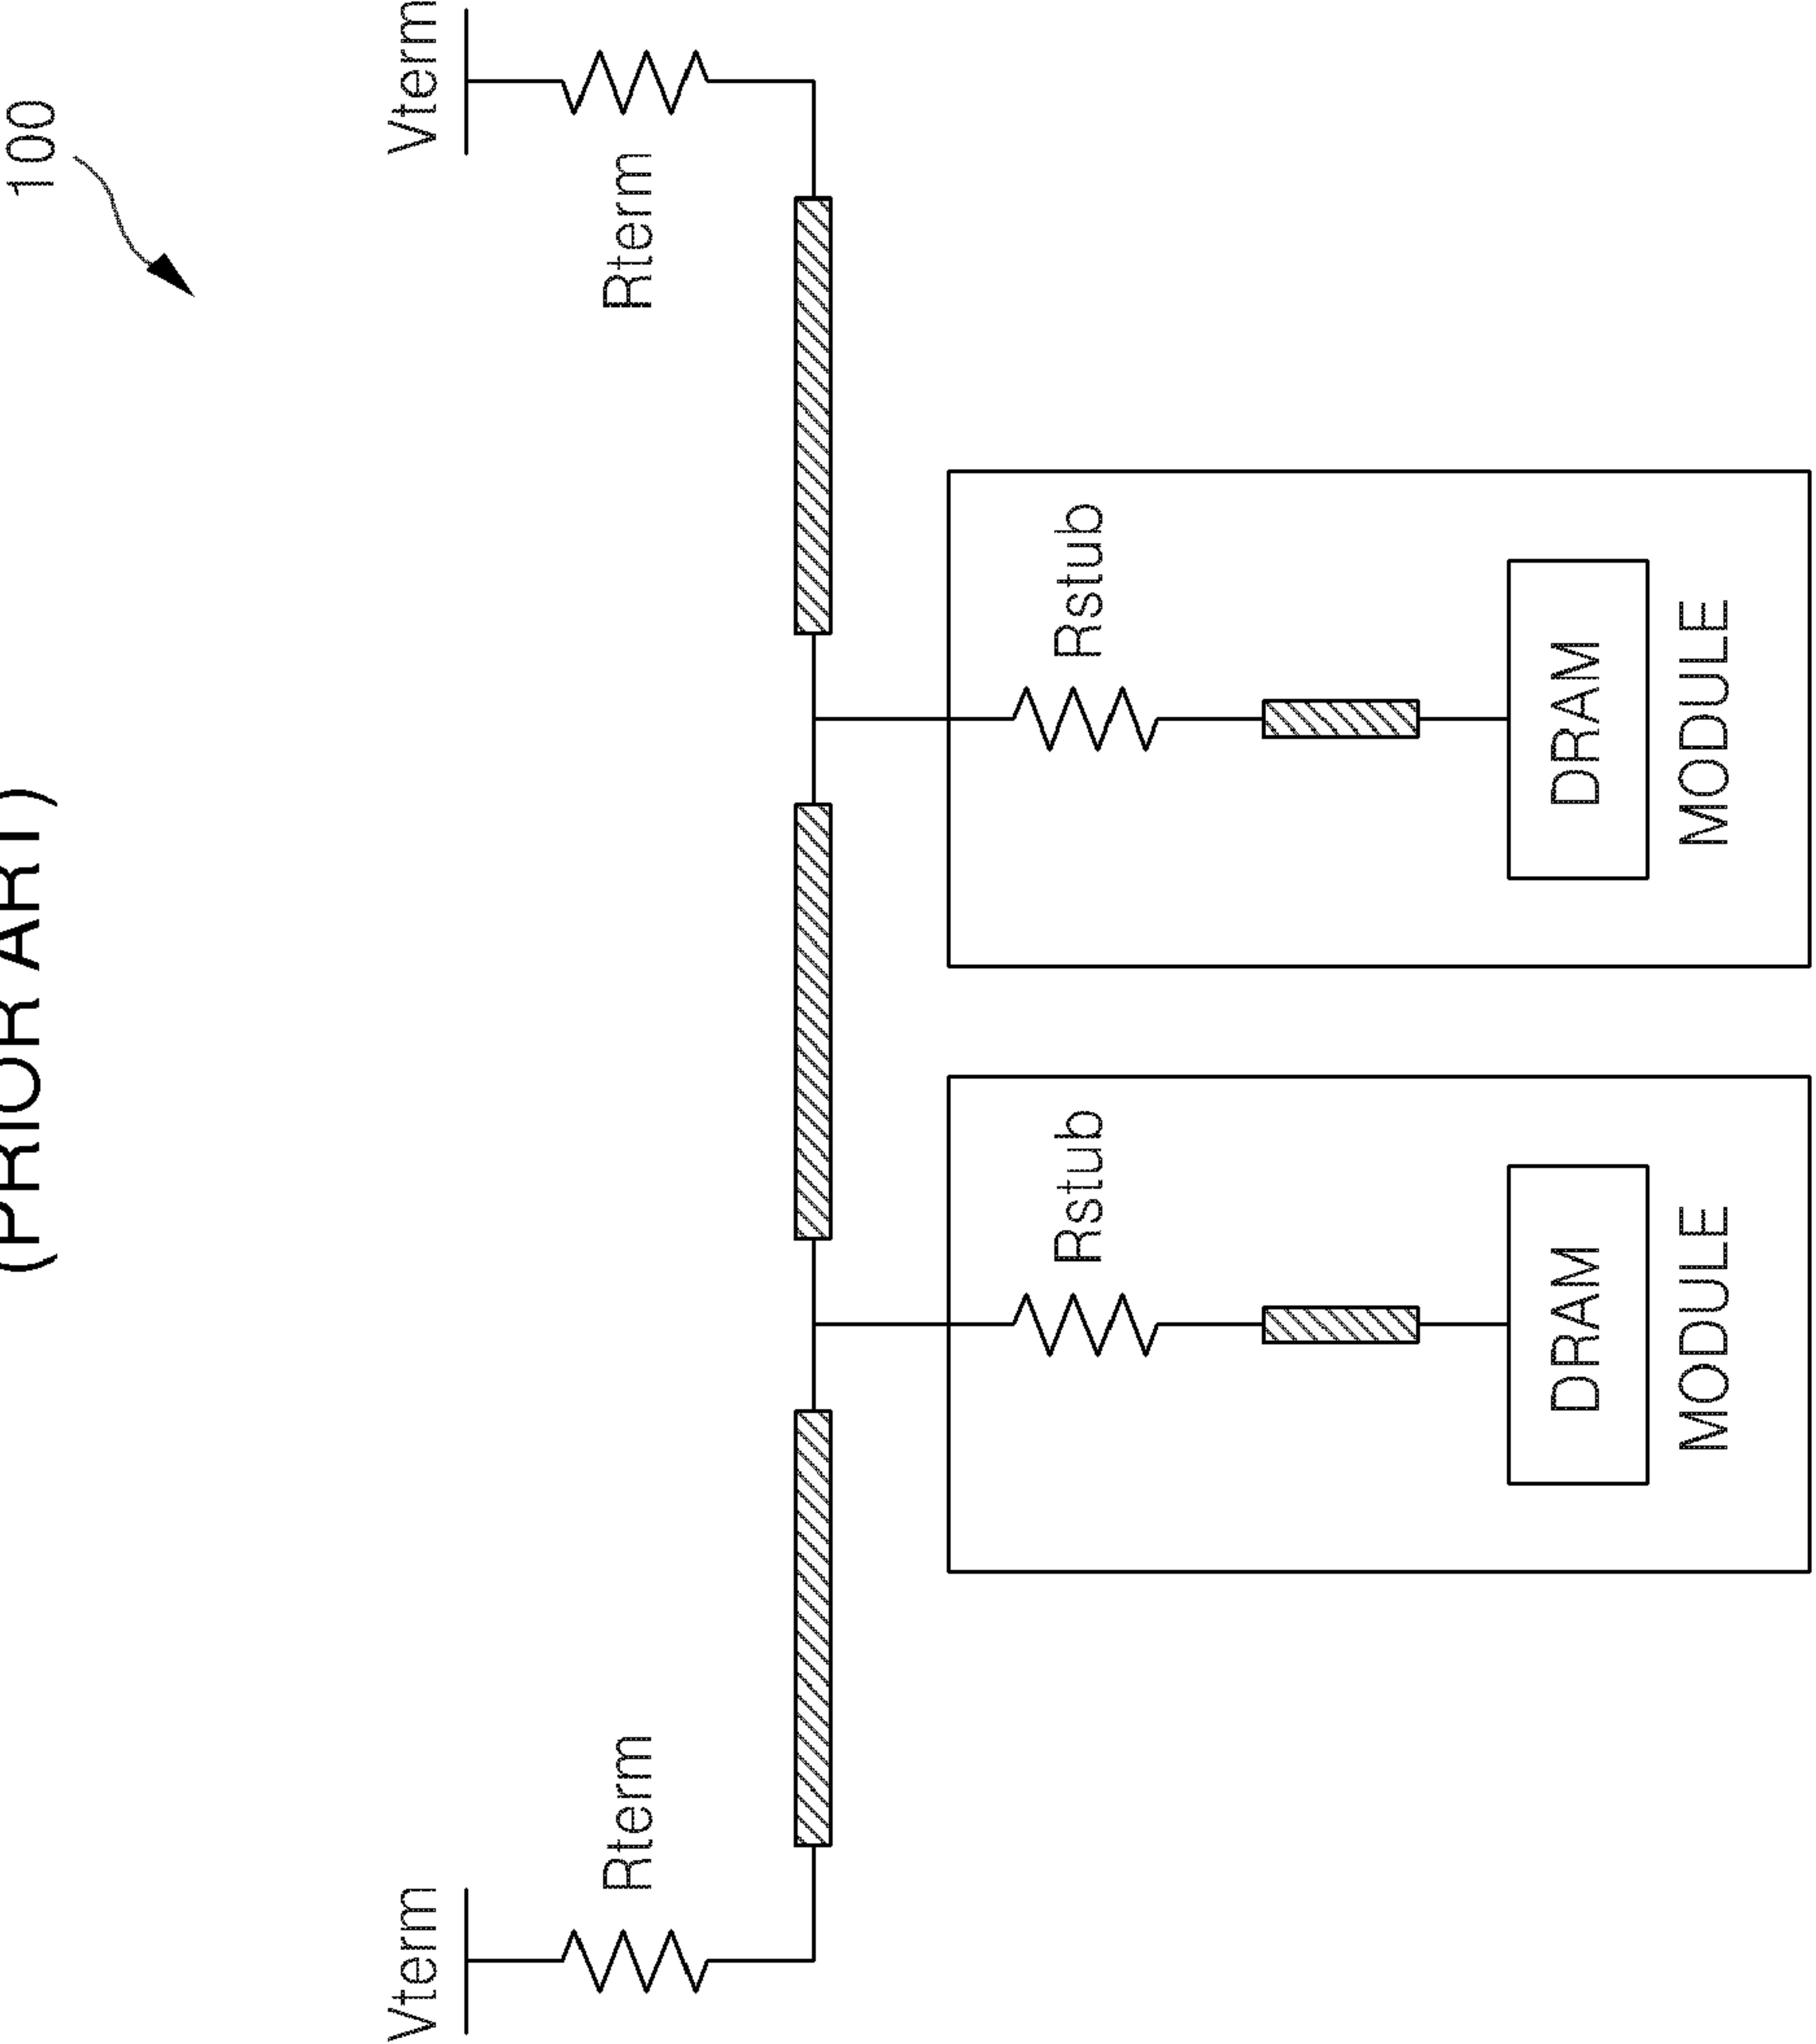 (PRIOR ART)
100
Vterm
Vterm
Rterm
Rterm
Rstub
Rstub
DRAM
DRAM
MODULE
MODULE